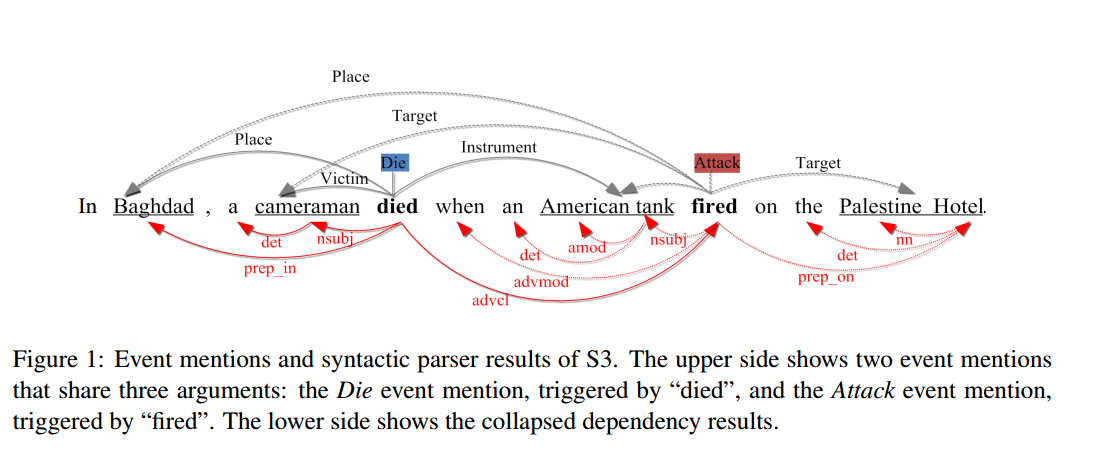 Place
Target
Place
Die
Instrument
Attack
Target
Victim
In Baghdad , a cameraman died when an American tank fired on the Palestine Hotel.
det
nsubj
prep_in
det
amod
nsubj
advmod
advcl
nn
det
prep_on
Figure 1: Event mentions and syntactic parser results of S3. The upper side shows two event mentions
that share three arguments: the Die event mention, triggered by “died”, and the Attack event mention,
triggered by “fired”. The lower side shows the collapsed dependency results.